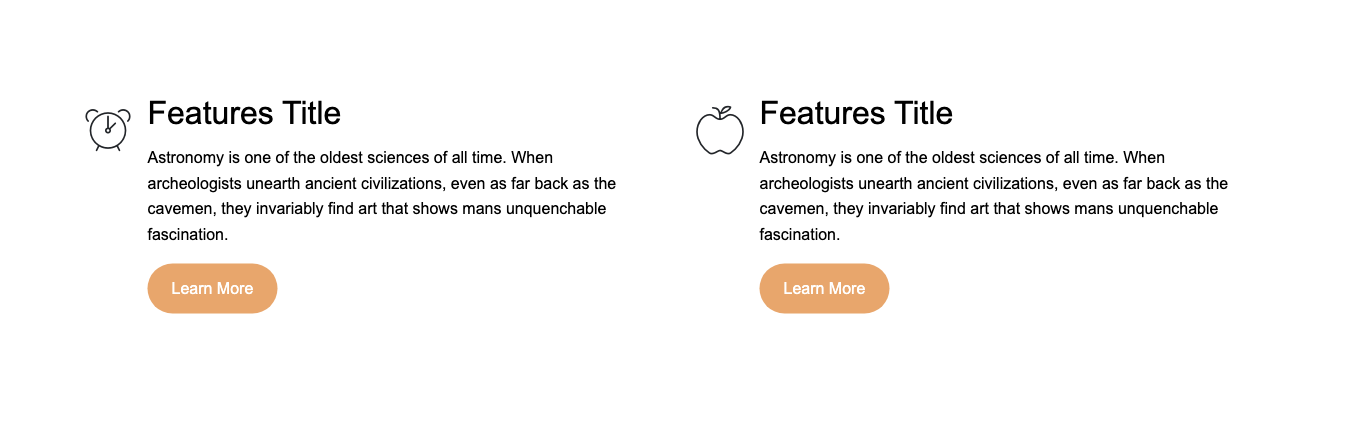 Features Title
Astronomy is one of the oldest sciences of all time. When
archeologists unearth ancient civilizations, even as far back as the
cavemen, they invariably find art that shows mans unquenchable
fascination.
Learn More
Features Title
Astronomy is one of the oldest sciences of all time. When
archeologists unearth ancient civilizations, even as far back as the
cavemen, they invariably find art that shows mans unquenchable
fascination.
Learn More